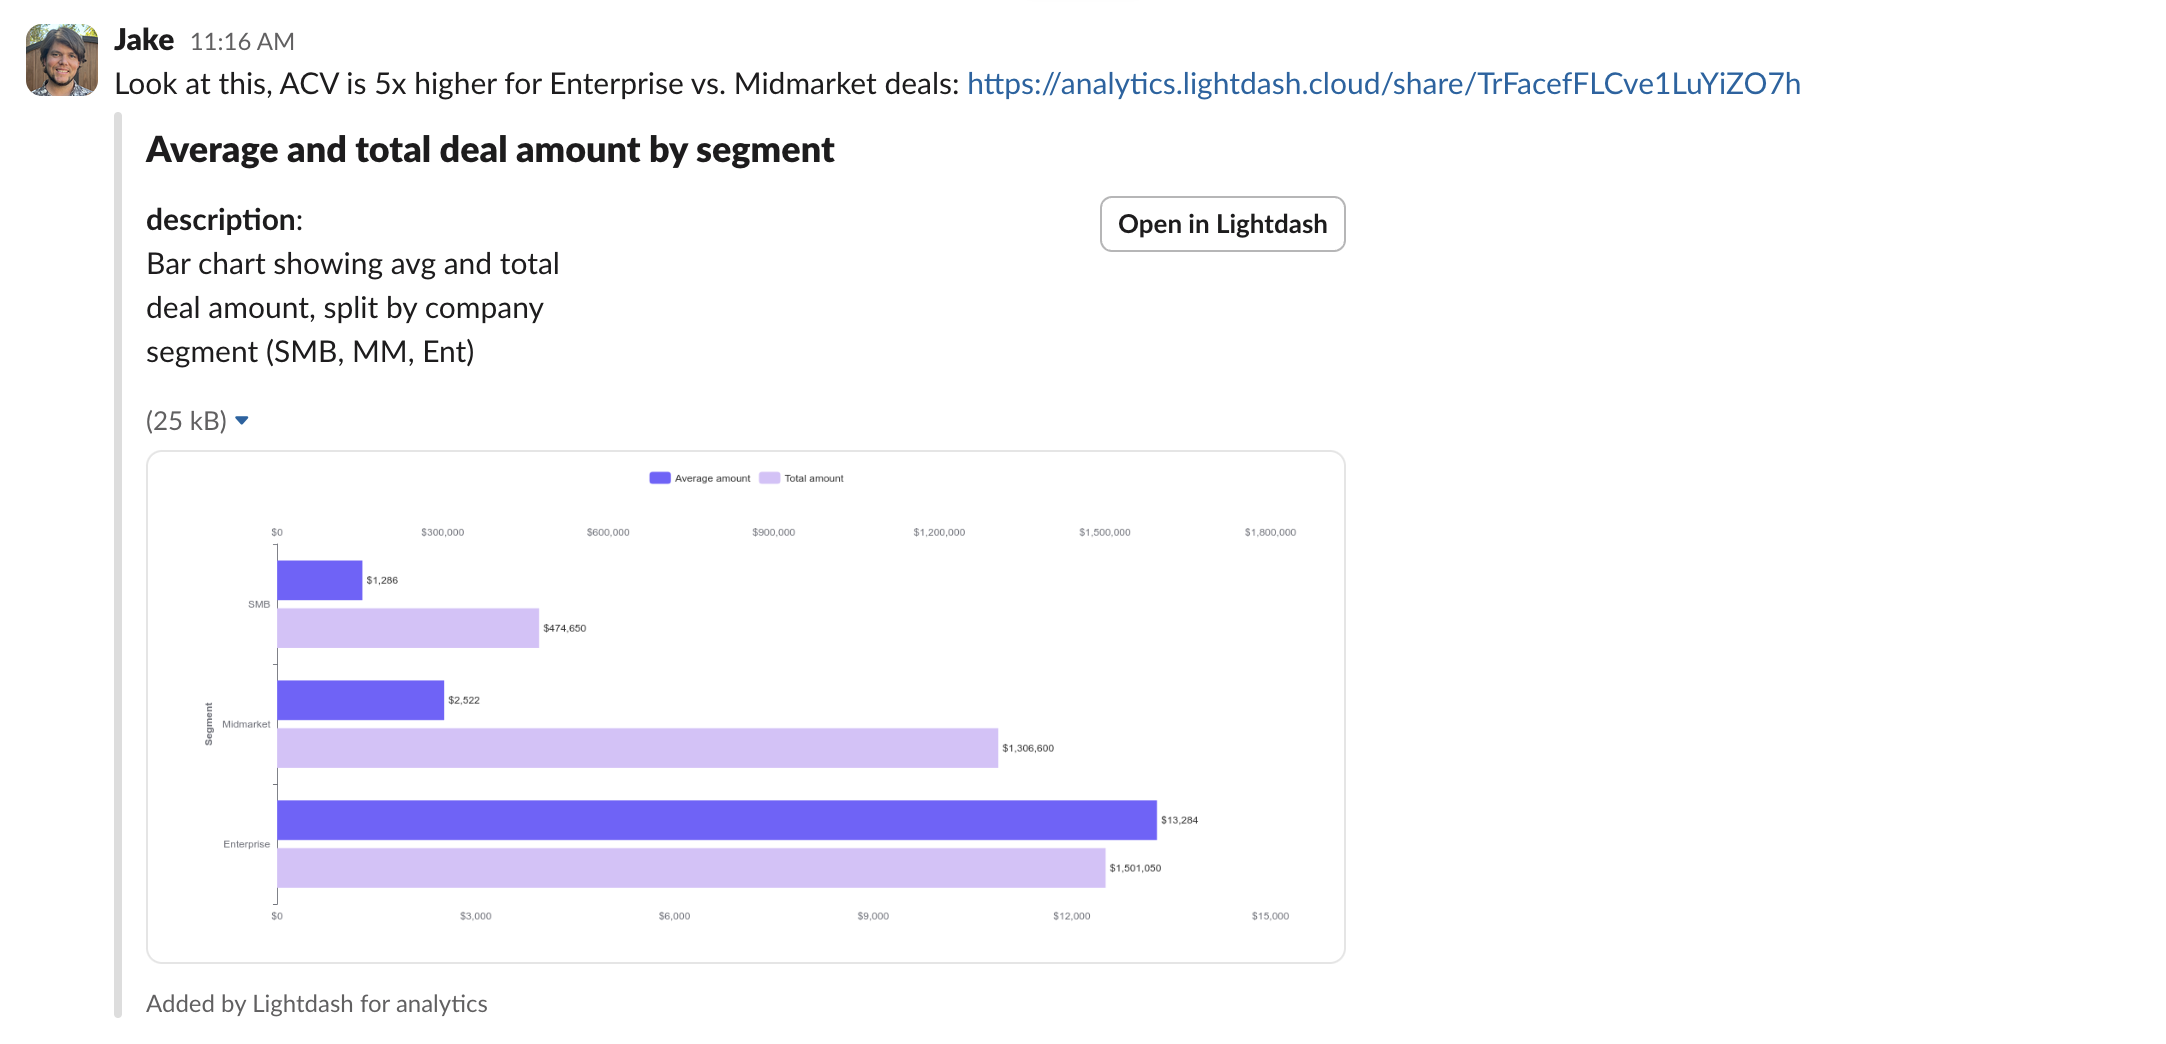 Jake 11:16 AM
Look at this, ACV is 5x higher for Enterprise vs. Midmarket deals: https://analytics.lightdash.cloud/share/TrFacefFLCve1LuYiZO7h
Average and total deal amount by segment
description:
Open in Lightdash
Bar chart showing avg and total
deal amount, split by company
segment (SMB, MM, Ent)
(25 kB)
Average amount Total amount
$0 $300,000 $600,000 $900,000 $1,200,000 $1,500,000 $1,800,000
$1,286
SMB
$474,650
$2,522
Segment
Midmarket
$1,306,600
$13,284
Enterprise
$1,501,050
$0 $3,000 $6,000 $9,000 $12,000 $15,000
Added by Lightdash for analytics